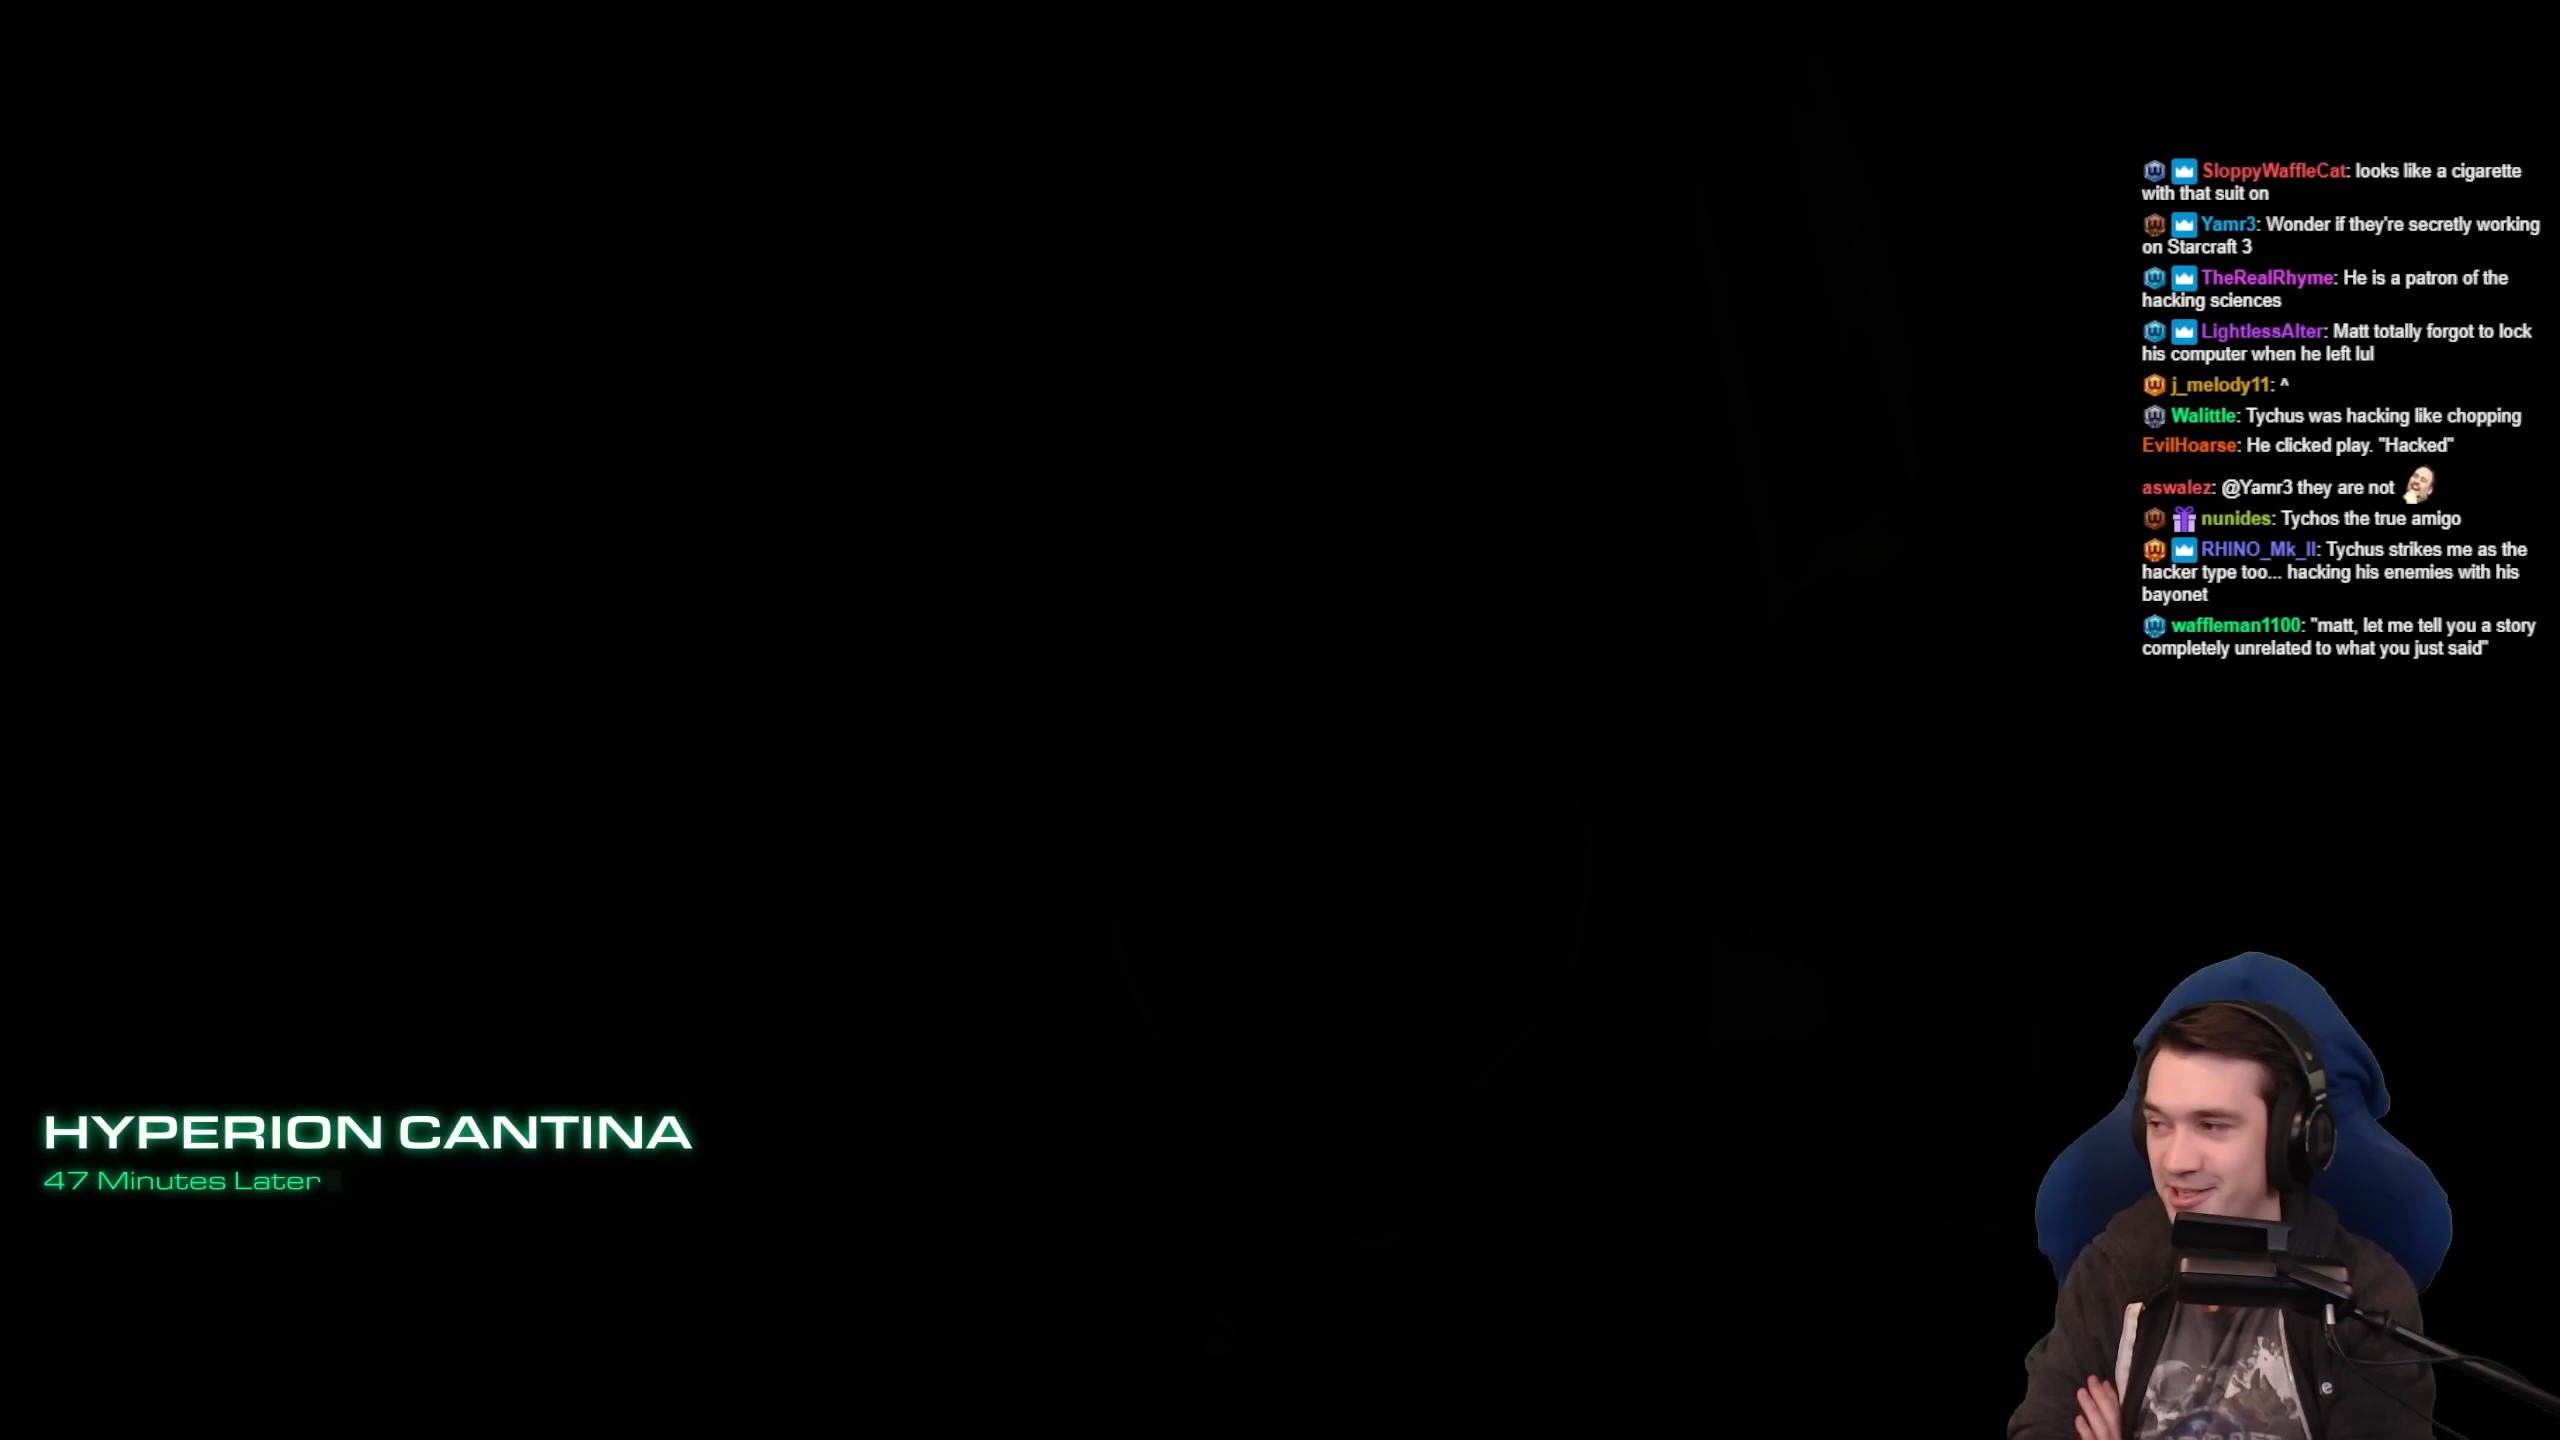 SloppyWaffleCat: looks like a cigarette
with that suit on
Yamr3: Wonder if they're secretly working
on Starcraft 3
TheRealRhyme: He is a patron of the
hacking sciences
LightlessAlter: Matt totally forgot to lock
his computer when he left lul
j_melody11: ^
Walittle: Tychus was hacking like chopping
EvilHoarse: He clicked play. "Hacked"
aswalez: @Yamr3 they are not
nunides: Tychos the true amigo
RHINO_Mk_II: Tychus strikes me as the
hacker type too... hacking his enemies with his
bayonet
waffleman1100: "matt, let me tell you a story
completely unrelated to what you just said"
HYPERION CANTINA
47 Minutes Later